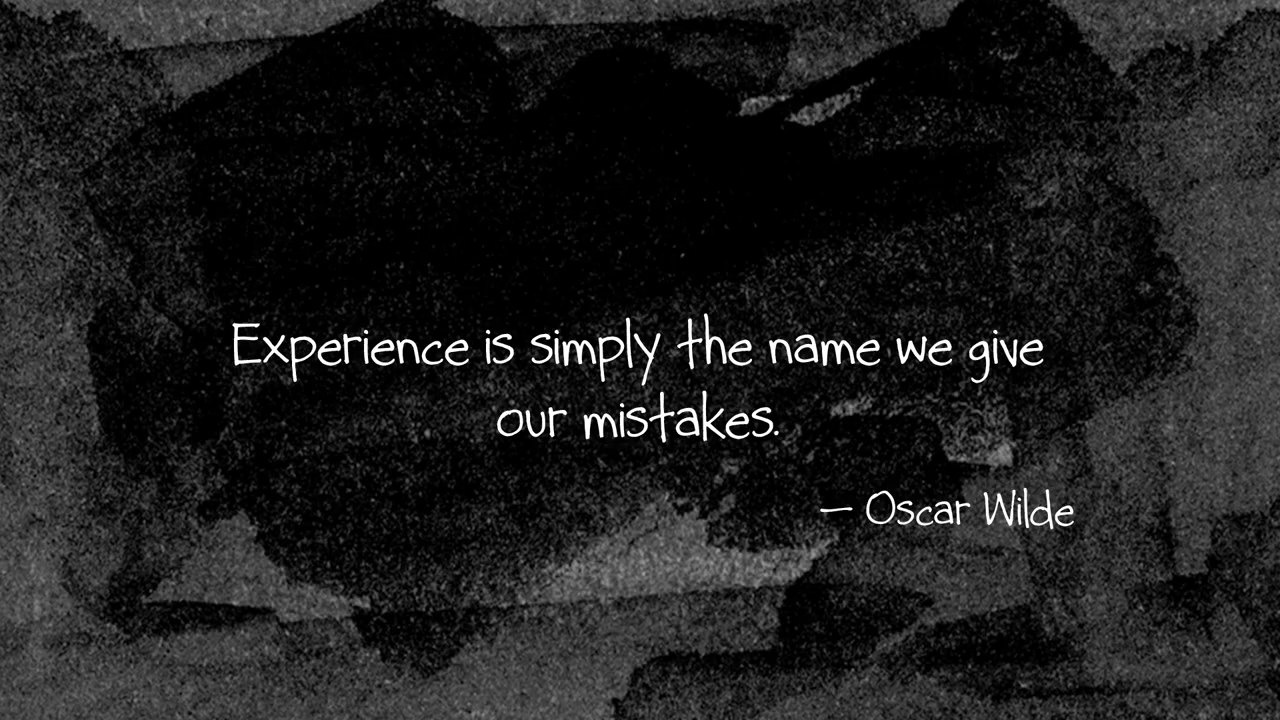 Experience is simply the name we give
our mistakes.
— Oscar Wilde